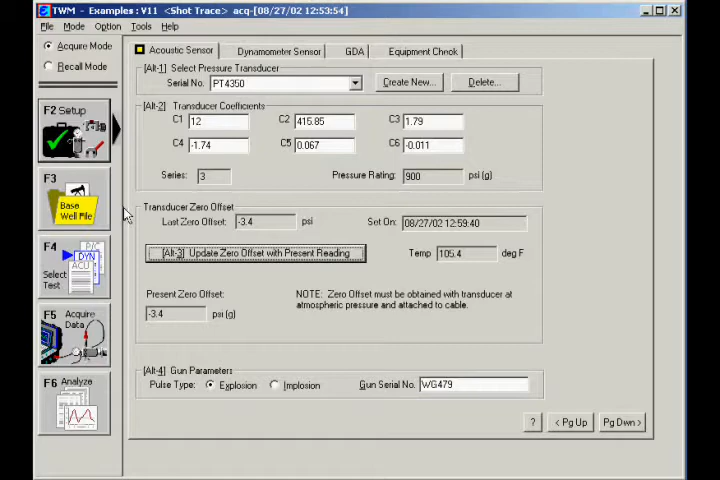 TWM - Examples : V11 <Shot Trace> acq-[08/27/02 12:53:54]
File Mode Option Tools Help
Acquire Mode
Recall Mode
F2 Setup
F3
Base
Well File
F4
P/C
DYN
ACU
Select
Test
F5 Acquire
Data
F6 Analyze
Acoustic Sensor Dynamometer Sensor GDA Equipment Check
[Alt-1] Select Pressure Transducer
Serial No. PT4350 Create New... Delete...
[Alt-2] Transducer Coefficients
C1 12 C2 415.85 C3 1.79
C4 -1.74 C5 0.067 C6 -0.011
Series: 3 Pressure Rating: 900 psi (g)
Transducer Zero Offset
Last Zero Offset: -3.4 psi Set On: 08/27/02 12:59:40
[Alt-3] Update Zero Offset with Present Reading Temp 105.4 deg F
Present Zero Offset:
-3.4 psi (g)
NOTE: Zero Offset must be obtained with transducer at
atmospheric pressure and attached to cable.
[Alt-4] Gun Parameters
Pulse Type: Explosion Implosion Gun Serial No. WG479
? < Pg Up Pg Dwn >